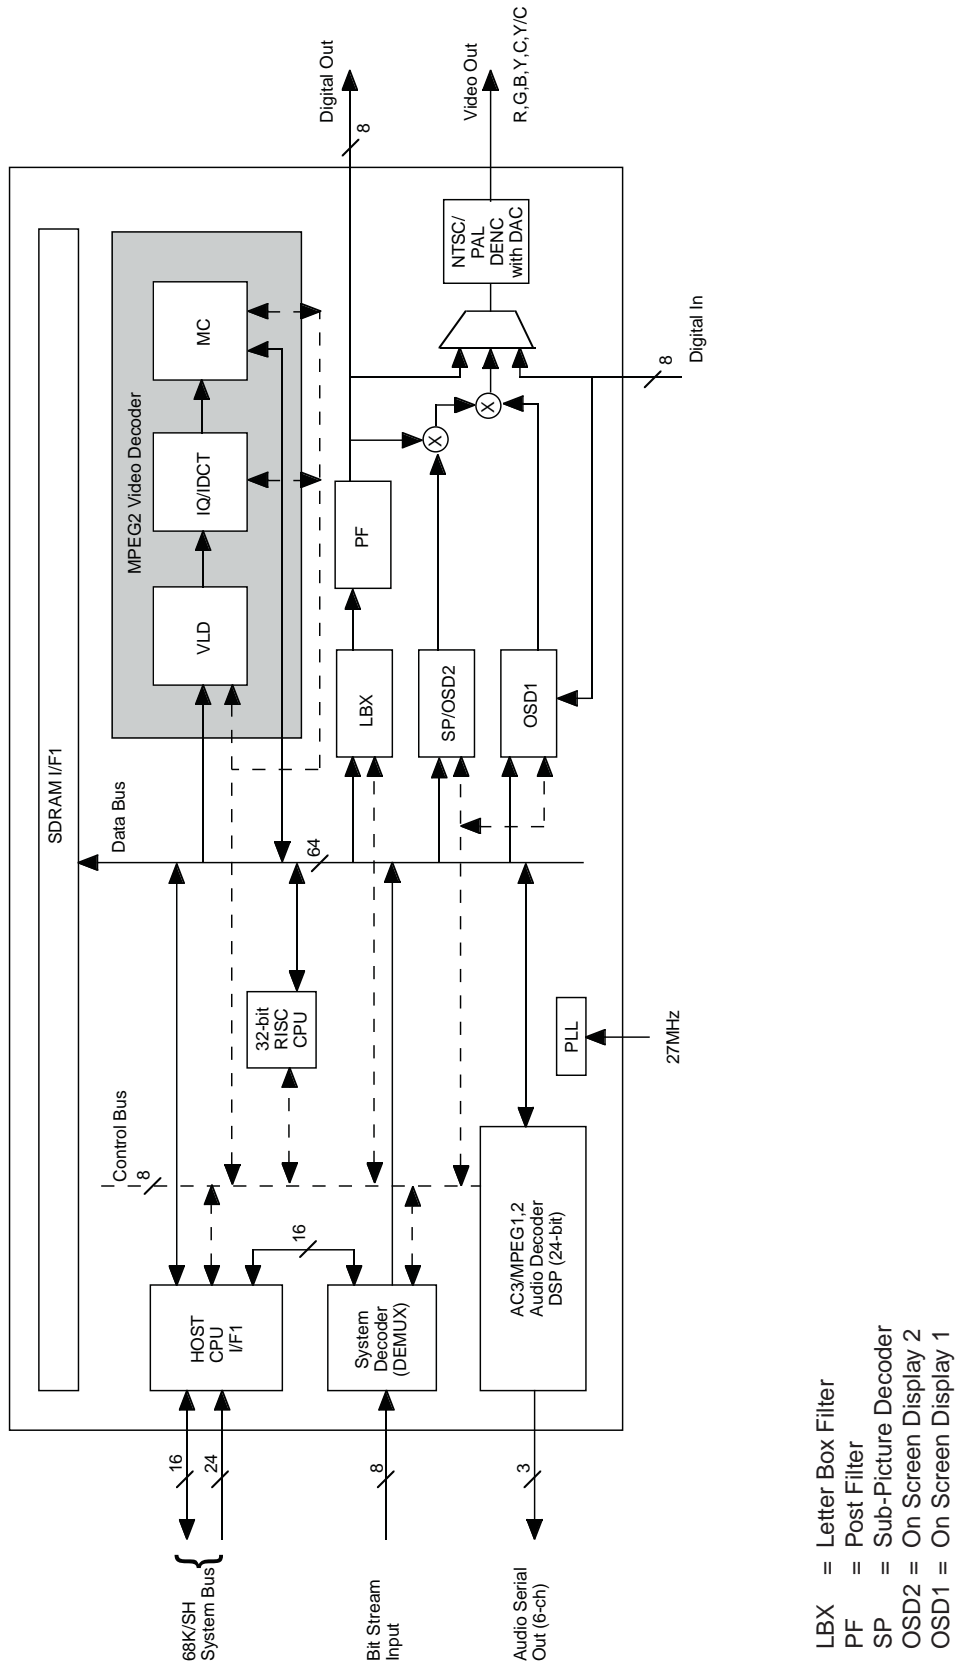 SDRAM I/F1
MPEG2 Video Decoder
VLD
IQ/IDCT
MC
Data Bus
64
Control Bus
8
68K/SH
System Bus
16
24
HOST
CPU
I/F1
32-bit
RISC
CPU
16
Bit Stream
Input
8
System
Decoder
(DEMUX)
LBX
PF
Digital Out
8
SP/OSD2
X
X
NTSC/
PAL
DENC
with DAC
Video Out
R,G,B,Y,C,Y/C
Audio Serial
Out (6-ch)
3
AC3/MPEG1,2
Audio Decoder
DSP (24-bit)
OSD1
PLL
27MHz
8
Digital In
LBX = Letter Box Filter
PF = Post Filter
SP = Sub-Picture Decoder
OSD2 = On Screen Display 2
OSD1 = On Screen Display 1